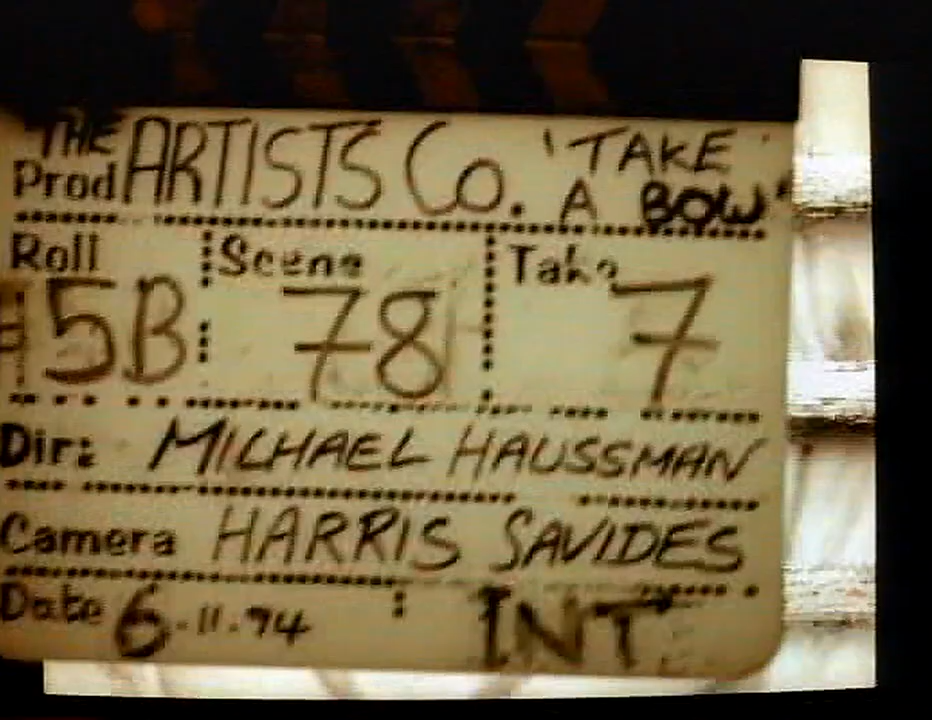 THE
Prod ARTISTS Co. 'TAKE
A BOW'
Roll Scene Take
15B 78 7
Dir: MICHAEL HAUSSMAN
Camera HARRIS SAVIDES
Date 6.11.94 INT